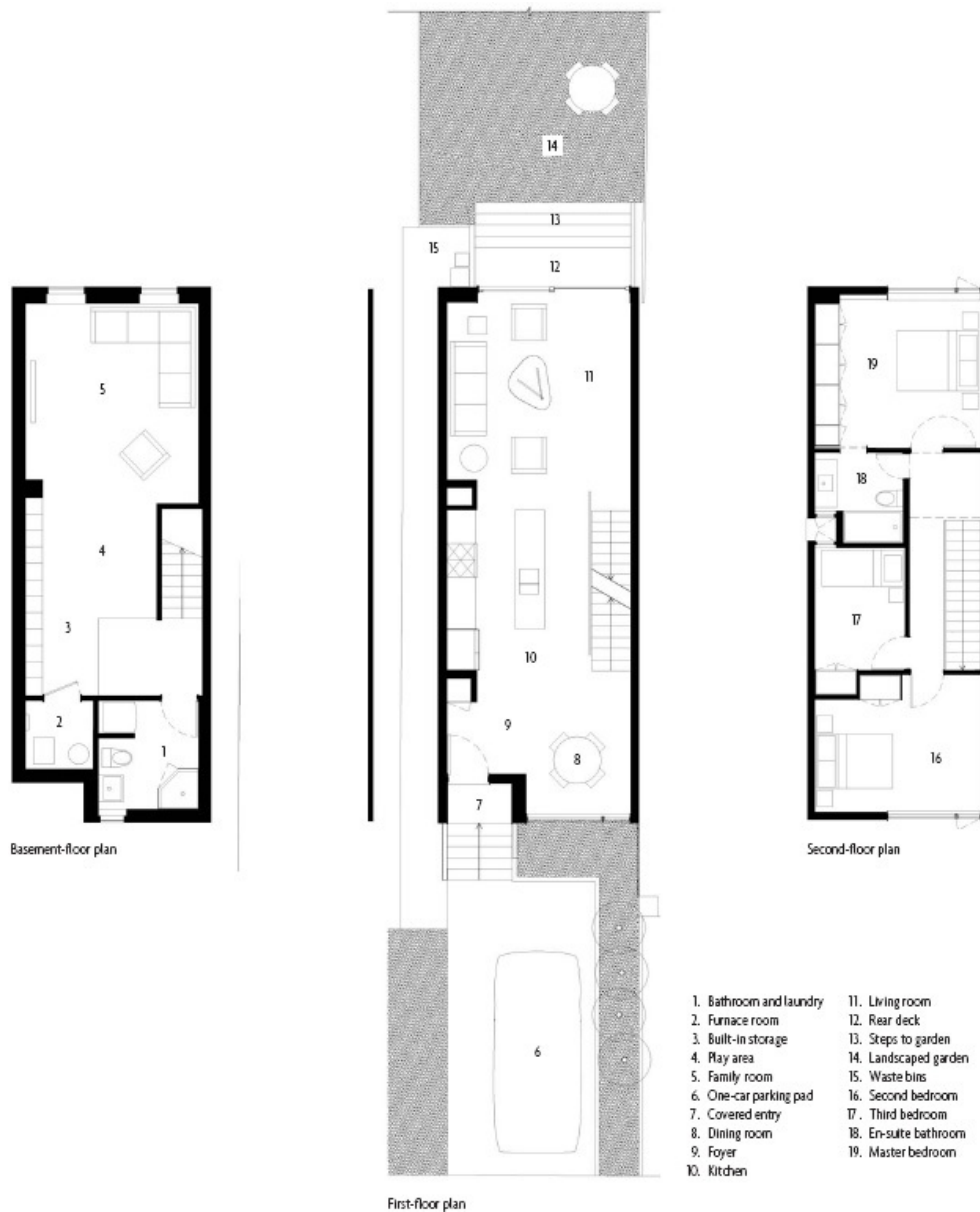 14
13
15
12
5
11
19
18
4
17
3
10
2
9
1
8
16
7
Basement-floor plan
Second-floor plan
6
1. Bathroom and laundry
2. Furnace room
3. Built-in storage
4. Play area
5. Family room
6. One-car parking pad
7. Covered entry
8. Dining room
9. Foyer
10. Kitchen
11. Living room
12. Rear deck
13. Steps to garden
14. Landscaped garden
15. Waste bins
16. Second bedroom
17. Third bedroom
18. En-suite bathroom
19. Master bedroom
First-floor plan